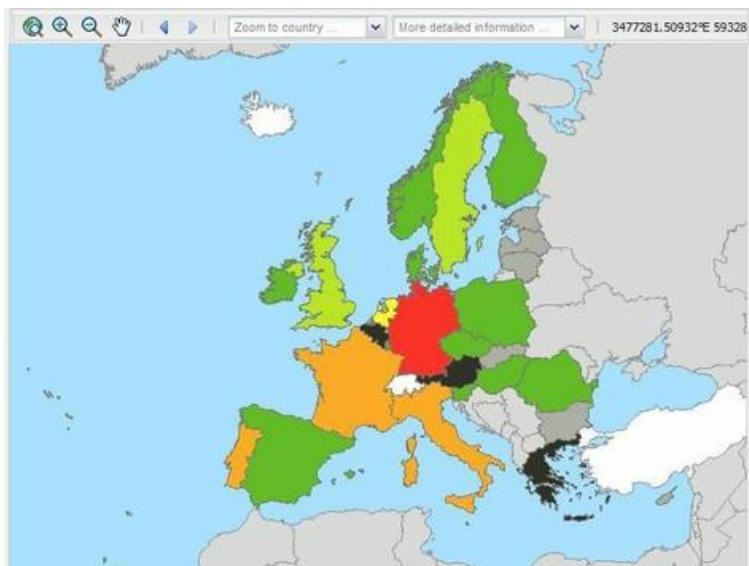 Zoom to country ...
More detailed information ...
3477281.50932°E 59328